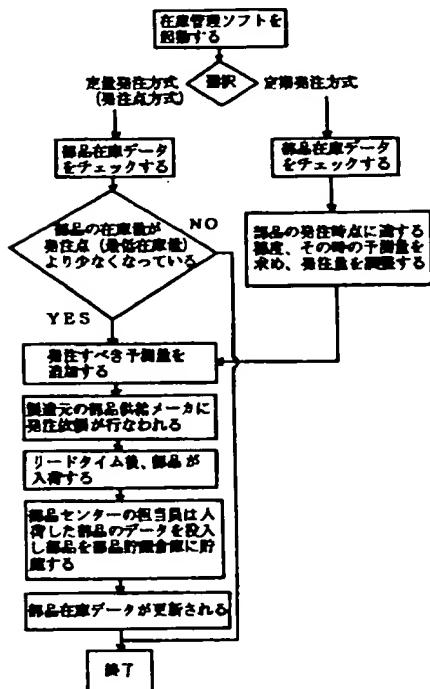 在庫管理ソフトを
起動する
選択
定量発注方式
(発注点方式)
定期発注方式
部品在庫データ
をチェックする
部品在庫データ
をチェックする
部品の在庫量が
発注点(最低在庫量)
より少なくなっている
NO
YES
部品の発注時点に達する
都度、その時の予測量を
求め、発注量を調整する
発注すべき予測量を
追加する
製造元の部品供給メーカに
発注依頼が行なわれる
リードタイム後、部品が
入荷する
部品センターの担当員は入
荷した部品のデータを投入
し部品を部品貯蔵倉庫に貯
蔵する
部品在庫データが更新される
終了